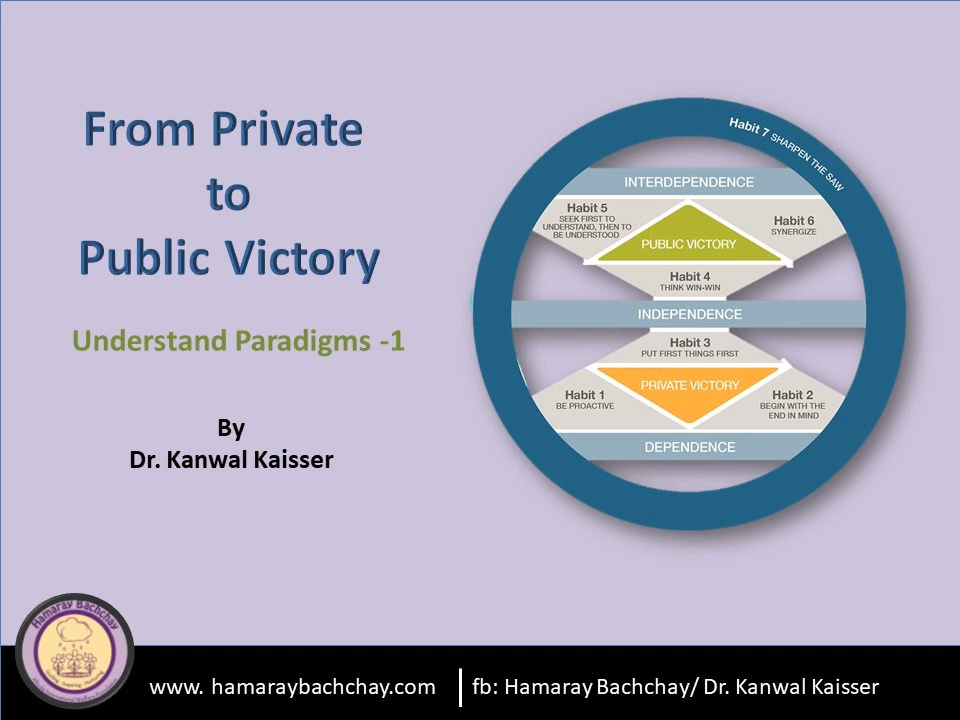 From Private
to
Public Victory
Understand Paradigms -1
By
Dr. Kanwal Kaisser
Habit 7 SHARPEN THE SAW
INTERDEPENDENCE
Habit 5
SEEK FIRST TO
UNDERSTAND, THEN TO
BE UNDERSTOOD
PUBLIC VICTORY
Habit 6
SYNERGIZE
Habit 4
THINK WIN-WIN
INDEPENDENCE
Habit 3
PUT FIRST THINGS FIRST
PRIVATE VICTORY
Habit 1
BE PROACTIVE
Habit 2
BEGIN WITH THE
END IN MIND
DEPENDENCE
Hamaray Bachchay
www. hamaraybachchay.com
fb: Hamaray Bachchay/ Dr. Kanwal Kaisser